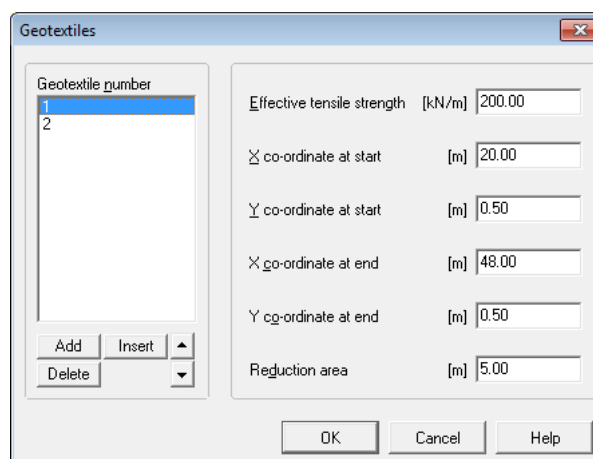 Geotextiles
Geotextile number
1
2
Add Insert
Delete
Effective tensile strength [kN/m] 200.00
X co-ordinate at start [m] 20.00
Y co-ordinate at start [m] 0.50
X co-ordinate at end [m] 48.00
Y co-ordinate at end [m] 0.50
Reduction area [m] 5.00
OK Cancel Help